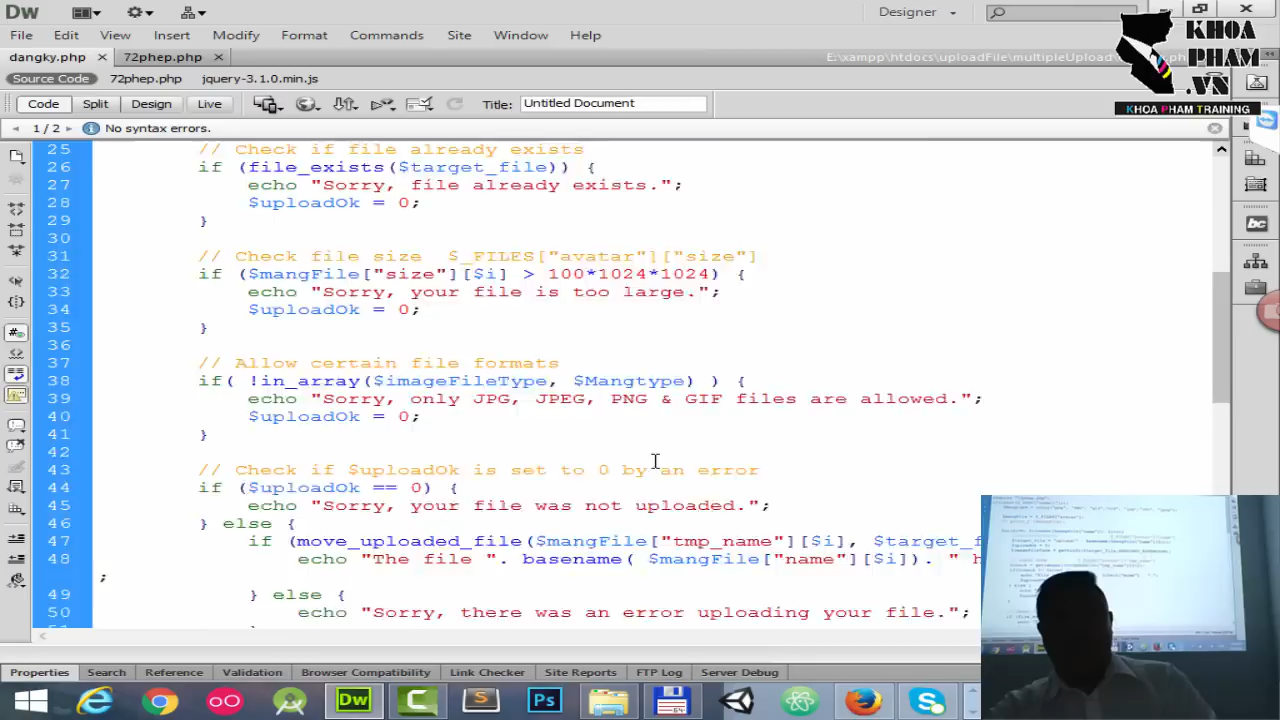 Dw
Designer
KHOA
PHAM
.VN
KHOA PHAM TRAINING
File Edit View Insert Modify Format Commands Site Window Help
dangky.php 72phep.php
E:\xampp\htdocs\uploadFile\multipleUpload
Source Code 72phep.php jquery-3.1.0.min.js
Code Split Design Live Title: Untitled Document
1 / 2 No syntax errors.
25 // Check if file already exists
26 if (file_exists($target_file)) {
27 echo "Sorry, file already exists.";
28 $uploadOk = 0;
29 }
30
31 // Check file size $_FILES["avatar"]["size"]
32 if ($mangFile["size"][$i] > 100*1024*1024) {
33 echo "Sorry, your file is too large.";
34 $uploadOk = 0;
35 }
36
37 // Allow certain file formats
38 if( !in_array($imageFileType, $Mangtype) ) {
39 echo "Sorry, only JPG, JPEG, PNG & GIF files are allowed.";
40 $uploadOk = 0;
41 }
42
43 // Check if $uploadOk is set to 0 by an error
44 if ($uploadOk == 0) {
45 echo "Sorry, your file was not uploaded.";
46 } else {
47 if (move_uploaded_file($mangFile["tmp_name"][$i], $target_f
48 echo "The file ". basename( $mangFile["name"][$i]). " h
;
49 } else {
50 echo "Sorry, there was an error uploading your file.";
Properties Search Reference Validation Browser Compatibility Link Checker Site Reports FTP Log Server Debug
Dw
Ps